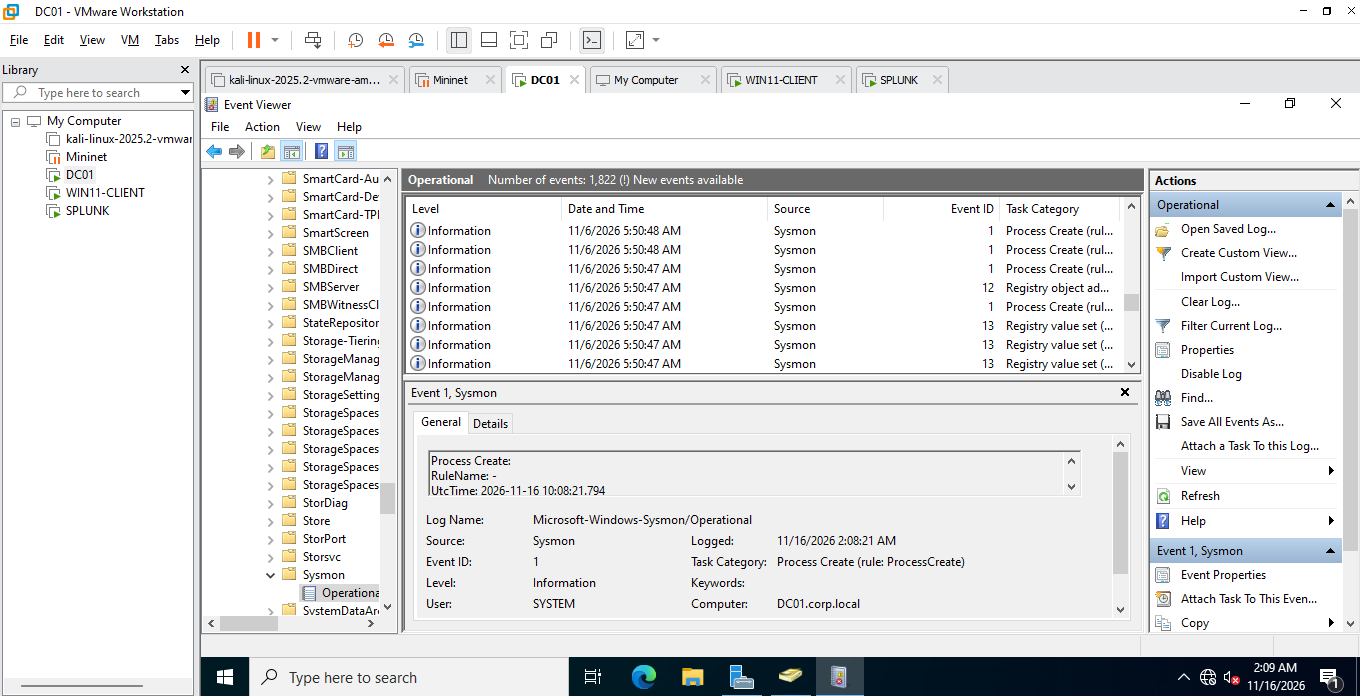 DC01 - VMware Workstation
File Edit View VM Tabs Help
Library
Type here to search
My Computer
kali-linux-2025.2-vmwar
Mininet
DC01
WIN11-CLIENT
SPLUNK
kali-linux-2025.2-vmware-am... Mininet DC01 My Computer WIN11-CLIENT SPLUNK
Event Viewer
File Action View Help
SmartCard-Au
SmartCard-De
SmartCard-TPI
SmartScreen
SMBClient
SMBDirect
SMBServer
SMBWitnessCl
StateRepositor
Storage-Tiering
StorageManag
StorageManag
StorageSetting
StorageSpaces
StorageSpaces
StorageSpaces
StorageSpaces
StorageSpaces
StorDiag
Store
StorPort
Storsvc
Sysmon
Operationa
SystemDataAr
Operational Number of events: 1,822 (!) New events available
Level Date and Time Source Event ID Task Category
Information 11/6/2026 5:50:48 AM Sysmon 1 Process Create (rul...
Information 11/6/2026 5:50:48 AM Sysmon 1 Process Create (rul...
Information 11/6/2026 5:50:47 AM Sysmon 1 Process Create (rul...
Information 11/6/2026 5:50:47 AM Sysmon 12 Registry object ad...
Information 11/6/2026 5:50:47 AM Sysmon 1 Process Create (rul...
Information 11/6/2026 5:50:47 AM Sysmon 13 Registry value set (...
Information 11/6/2026 5:50:47 AM Sysmon 13 Registry value set (...
Information 11/6/2026 5:50:47 AM Sysmon 13 Registry value set (...
Event 1, Sysmon
General Details
Process Create:
RuleName: -
UtcTime: 2026-11-16 10:08:21.794
Log Name: Microsoft-Windows-Sysmon/Operational
Source: Sysmon Logged: 11/16/2026 2:08:21 AM
Event ID: 1 Task Category: Process Create (rule: ProcessCreate)
Level: Information Keywords:
User: SYSTEM Computer: DC01.corp.local
Actions
Operational
Open Saved Log...
Create Custom View...
Import Custom View...
Clear Log...
Filter Current Log...
Properties
Disable Log
Find...
Save All Events As...
Attach a Task To this Log...
View
Refresh
Help
Event 1, Sysmon
Event Properties
Attach Task To This Even...
Copy
Type here to search
2:09 AM
11/16/2026
1